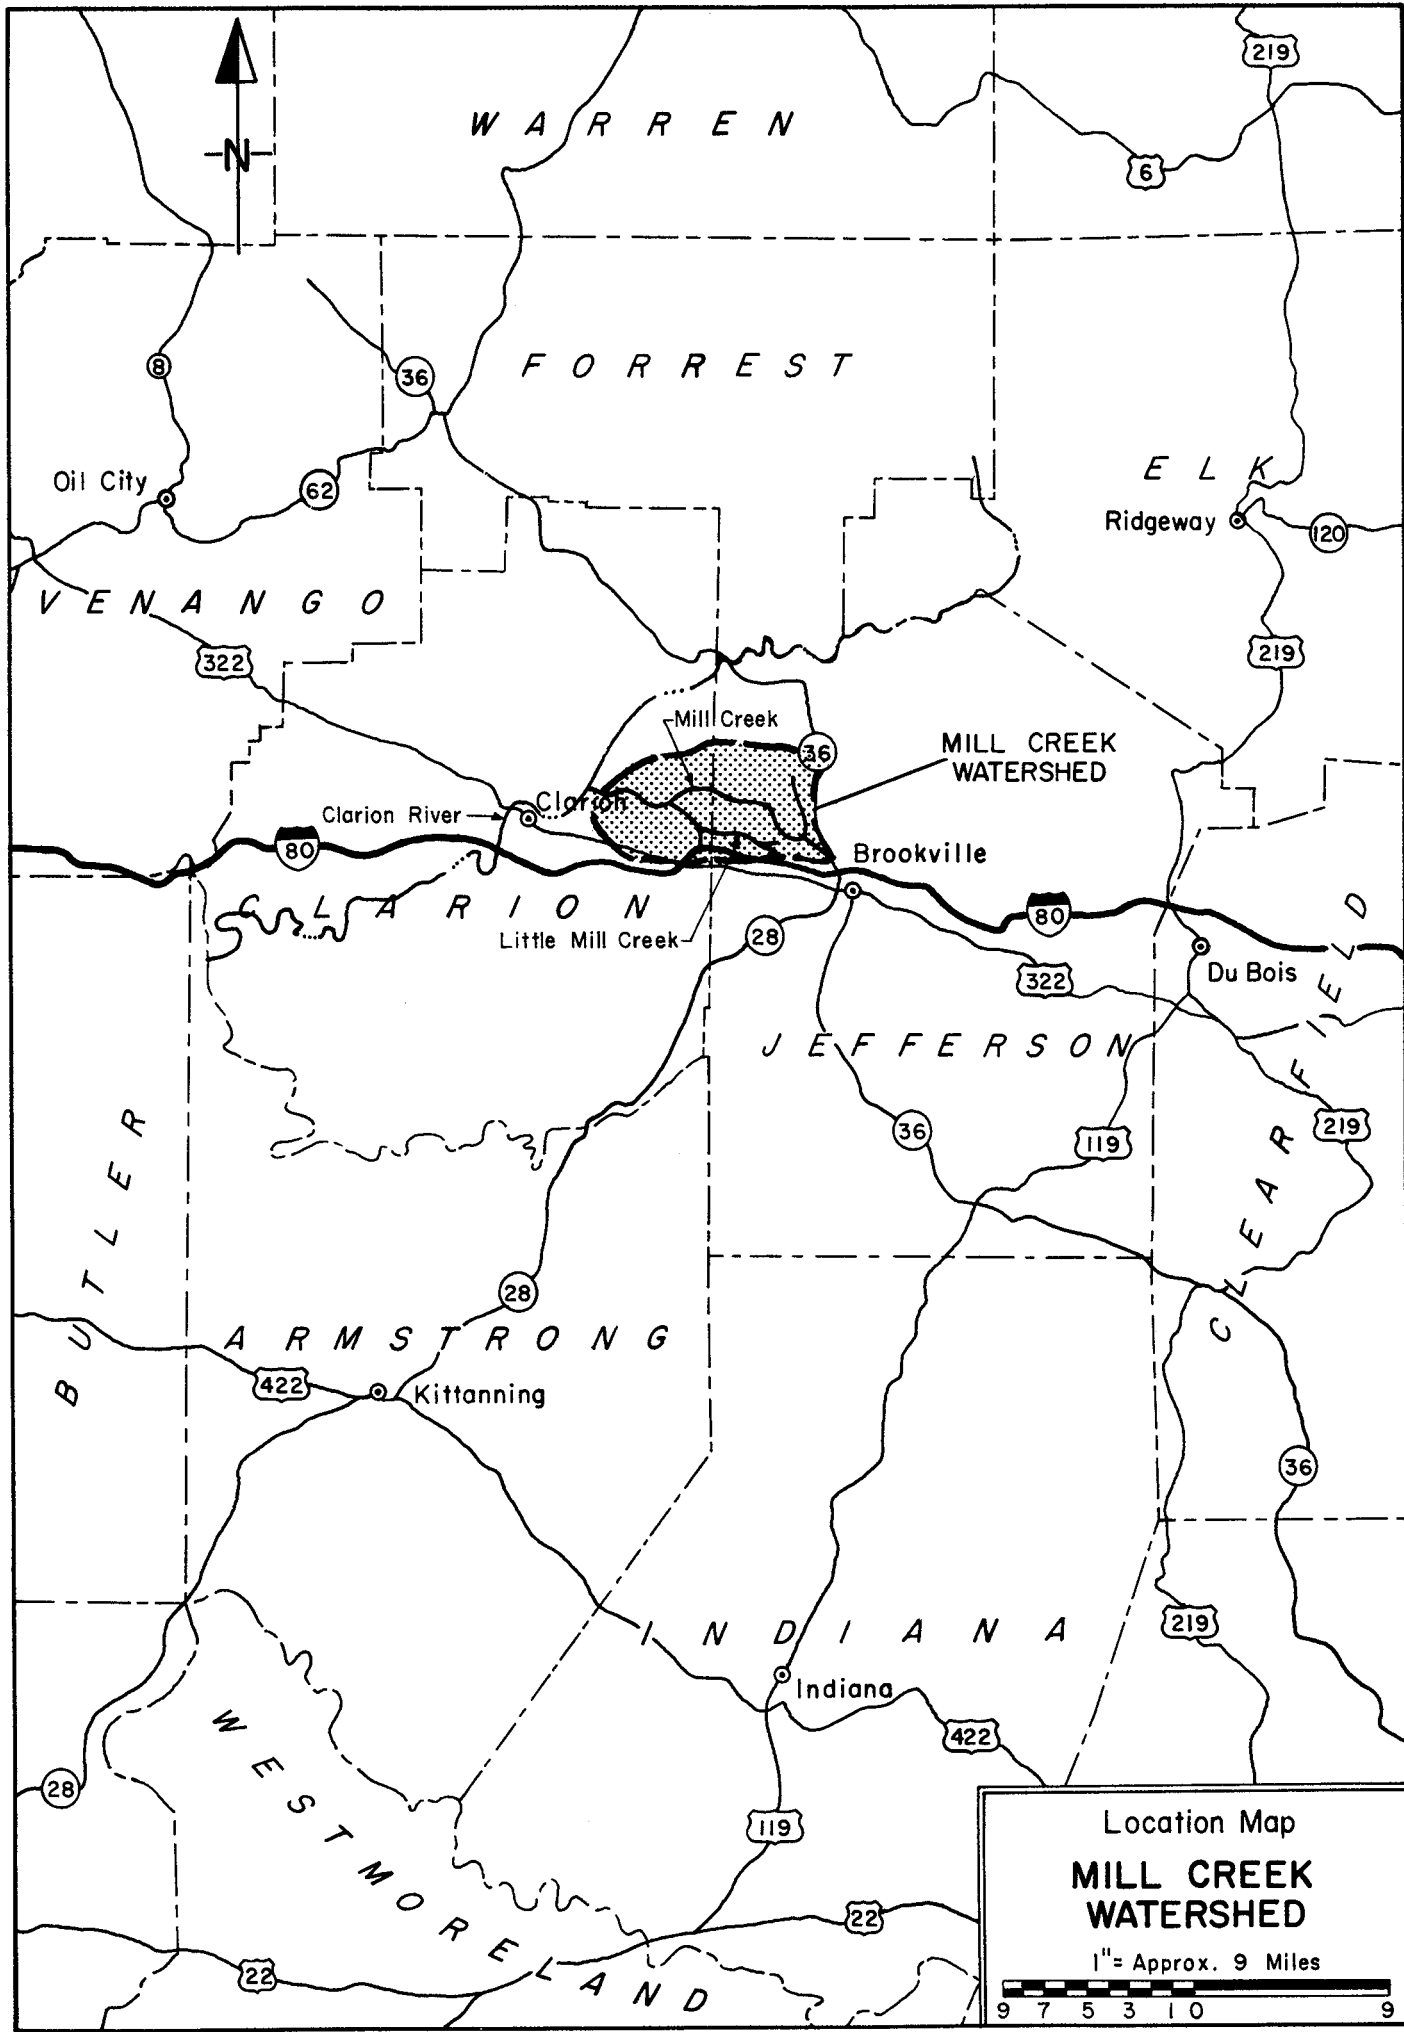 219
WARREN
N
6
8
36
FORREST
Oil City
62
ELK
Ridgeway
120
VENANGO
322
219
Mill Creek
36
MILL CREEK
WATERSHED
Clarion River
Clarion
80
Brookville
CLARION
Little Mill Creek
28
80
322
Du Bois
CLEARFIELD
JEFFERSON
36
119
219
BUTLER
28
ARMSTRONG
422
Kittanning
36
INDIANA
219
Indiana
422
WESTMORELAND
28
119
22
22
Location Map
MILL CREEK
WATERSHED
1"= Approx. 9 Miles
9 7 5 3 1 0 9